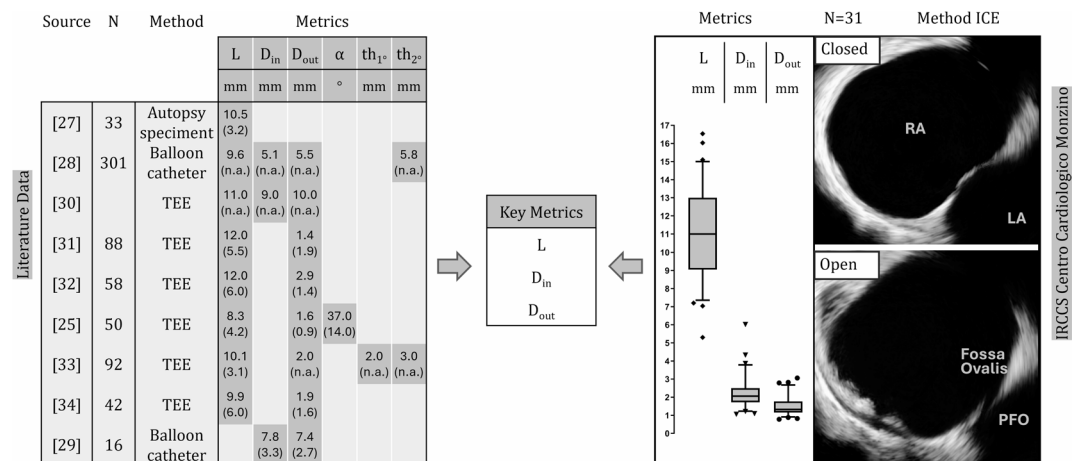 Source N Method Metrics
L D_in D_out α th_1° th_2°
mm mm mm ° mm mm
Literature Data
[27] 33 Autopsy speciment 10.5 (3.2)
[28] 301 Balloon catheter 9.6 (n.a.) 5.1 (n.a.) 5.5 (n.a.) 5.8 (n.a.)
[30] TEE 11.0 (n.a.) 9.0 (n.a.) 10.0 (n.a.)
[31] 88 TEE 12.0 (5.5) 1.4 (1.9)
[32] 58 TEE 12.0 (6.0) 2.9 (1.4)
[25] 50 TEE 8.3 (4.2) 1.6 (0.9) 37.0 (14.0)
[33] 92 TEE 10.1 (3.1) 2.0 (n.a.) 2.0 (n.a.) 3.0 (n.a.)
[34] 42 TEE 9.9 (6.0) 1.9 (1.6)
[29] 16 Balloon catheter 7.8 (3.3) 7.4 (2.7)
Key Metrics
L
D_in
D_out
Metrics N=31 Method ICE
L D_in D_out
mm mm mm
17
16
15
14
13
12
11
10
9
8
7
6
5
4
3
2
1
0
Closed
RA
LA
Open
Fossa
Ovalis
PFO
IRCCS Centro Cardiologico Monzino